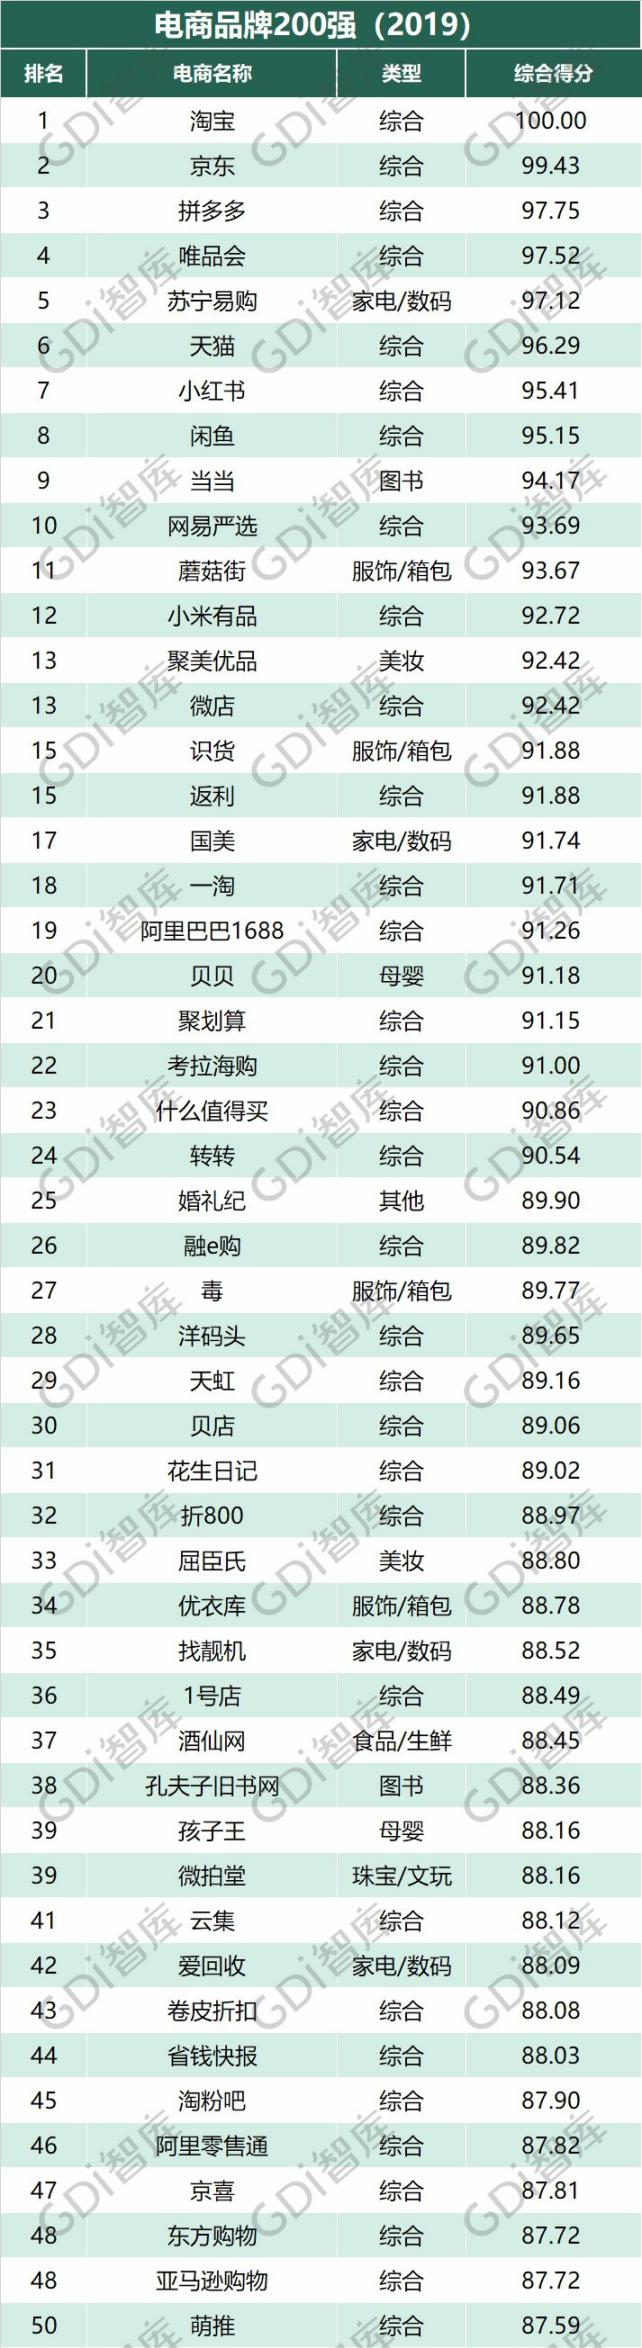 电商品牌200强（2019）
排名 电商名称 类型 综合得分
1 淘宝 综合 100.00
2 京东 综合 99.43
3 拼多多 综合 97.75
4 唯品会 综合 97.52
5 苏宁易购 家电/数码 97.12
6 天猫 综合 96.29
7 小红书 综合 95.41
8 闲鱼 综合 95.15
9 当当 图书 94.17
10 网易严选 综合 93.69
11 蘑菇街 服饰/箱包 93.67
12 小米有品 综合 92.72
13 聚美优品 美妆 92.42
13 微店 综合 92.42
15 识货 服饰/箱包 91.88
15 返利 综合 91.88
17 国美 家电/数码 91.74
18 一淘 综合 91.71
19 阿里巴巴1688 综合 91.26
20 贝贝 母婴 91.18
21 聚划算 综合 91.15
22 考拉海购 综合 91.00
23 什么值得买 综合 90.86
24 转转 综合 90.54
25 婚礼纪 其他 89.90
26 融e购 综合 89.82
27 毒 服饰/箱包 89.77
28 洋码头 综合 89.65
29 天虹 综合 89.16
30 贝店 综合 89.06
31 花生日记 综合 89.02
32 折800 综合 88.97
33 屈臣氏 美妆 88.80
34 优衣库 服饰/箱包 88.78
35 找靓机 家电/数码 88.52
36 1号店 综合 88.49
37 酒仙网 食品/生鲜 88.45
38 孔夫子旧书网 图书 88.36
39 孩子王 母婴 88.16
39 微拍堂 珠宝/文玩 88.16
41 云集 综合 88.12
42 爱回收 家电/数码 88.09
43 卷皮折扣 综合 88.08
44 省钱快报 综合 88.03
45 淘粉吧 综合 87.90
46 阿里零售通 综合 87.82
47 京喜 综合 87.81
48 东方购物 综合 87.72
48 亚马逊购物 综合 87.72
50 萌推 综合 87.59
GDi智库